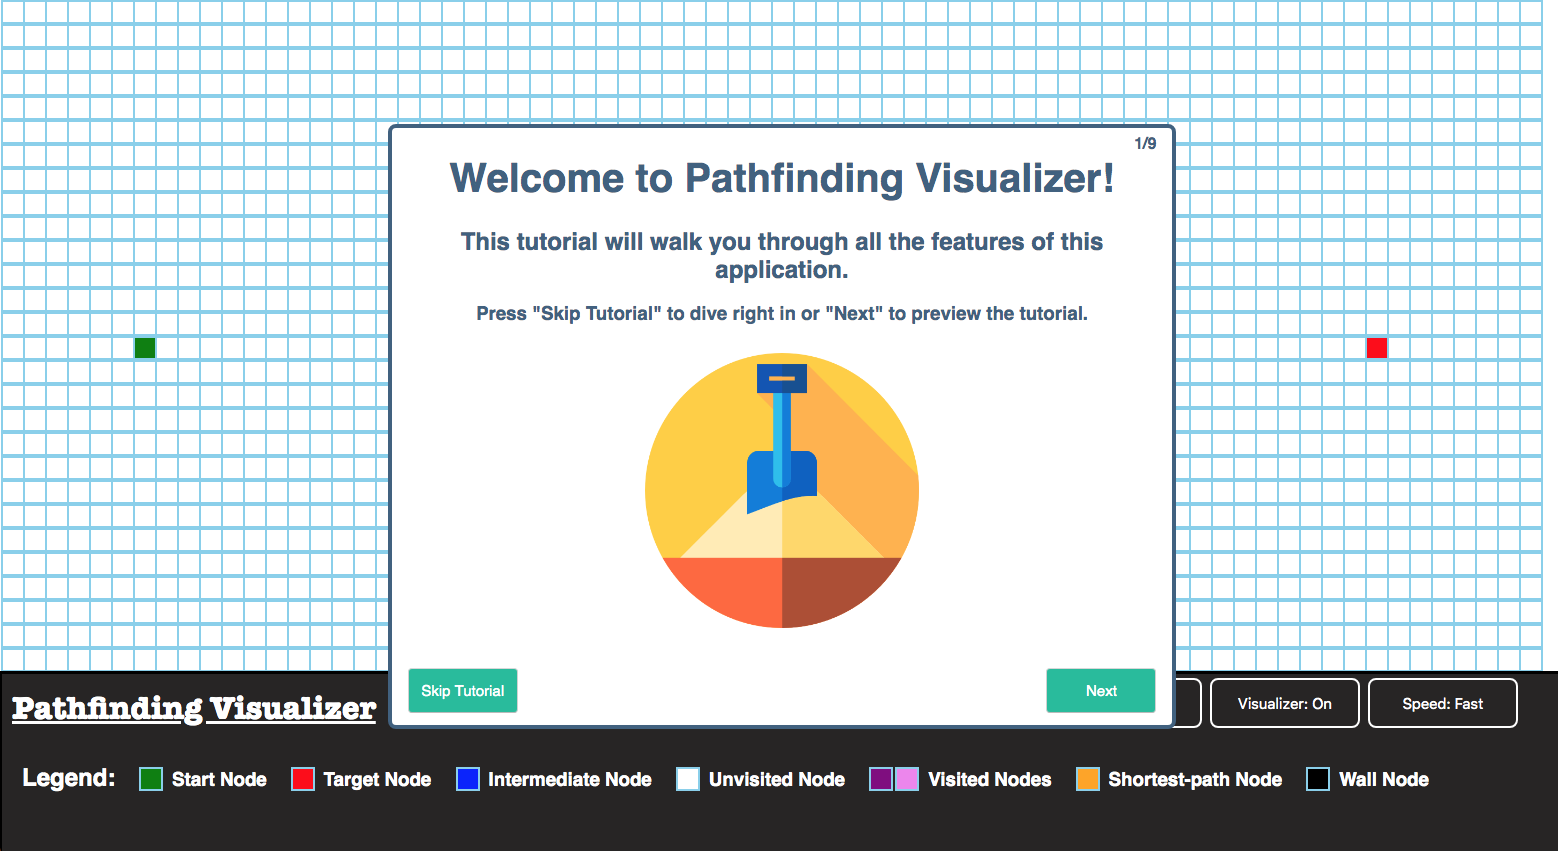 1/9
Welcome to Pathfinding Visualizer!
This tutorial will walk you through all the features of this
application.
Press "Skip Tutorial" to dive right in or "Next" to preview the tutorial.
Skip Tutorial
Next
Pathfinding Visualizer
Visualizer: On
Speed: Fast
Legend:
Start Node
Target Node
Intermediate Node
Unvisited Node
Visited Nodes
Shortest-path Node
Wall Node